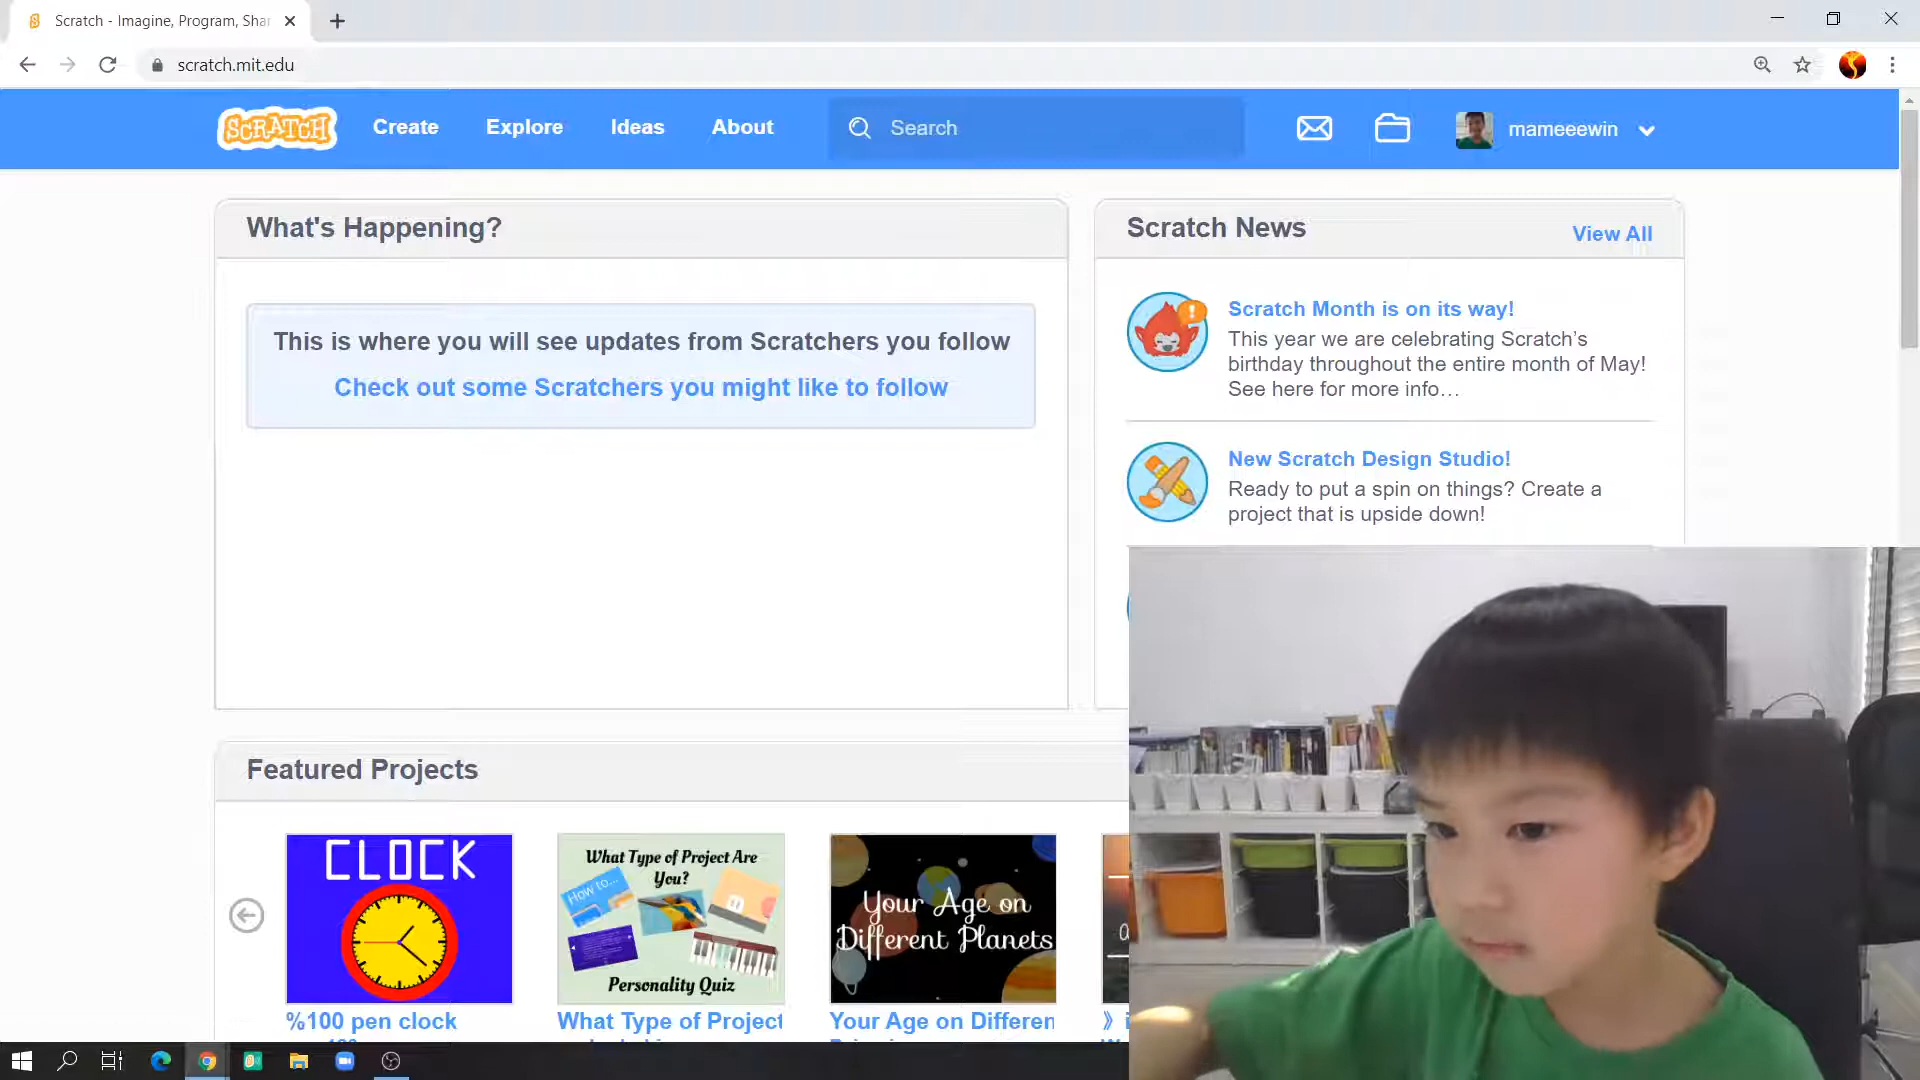 Scratch - Imagine, Program, Shar
scratch.mit.edu
SCRATCH
Create
Explore
Ideas
About
Search
mameeewin
What's Happening?
This is where you will see updates from Scratchers you follow
Check out some Scratchers you might like to follow
Scratch News
View All
Scratch Month is on its way!
This year we are celebrating Scratch’s
birthday throughout the entire month of May!
See here for more info…
New Scratch Design Studio!
Ready to put a spin on things? Create a
project that is upside down!
Featured Projects
CLOCK
What Type of Project Are
You?
How to...
Personality Quiz
Your Age on
Different Planets
%100 pen clock
What Type of Project
Your Age on Differen